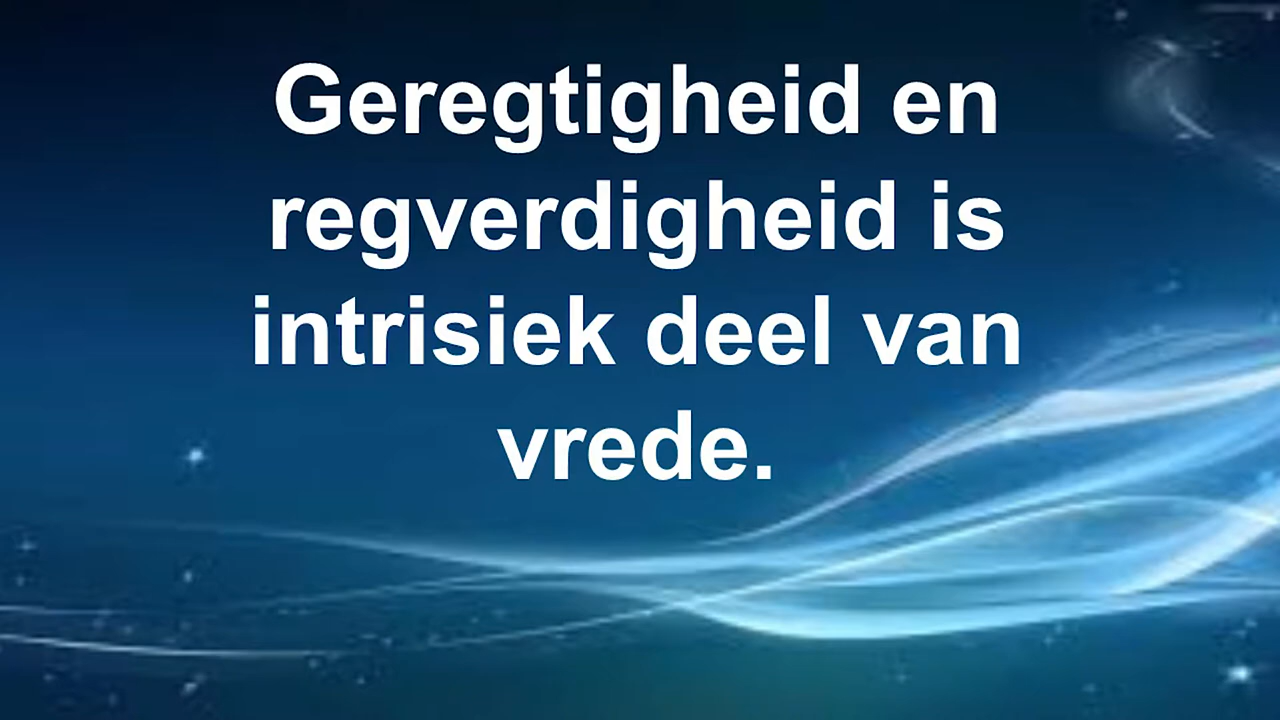 Geregtigheid en
regverdigheid is
intrisiek deel van
vrede.